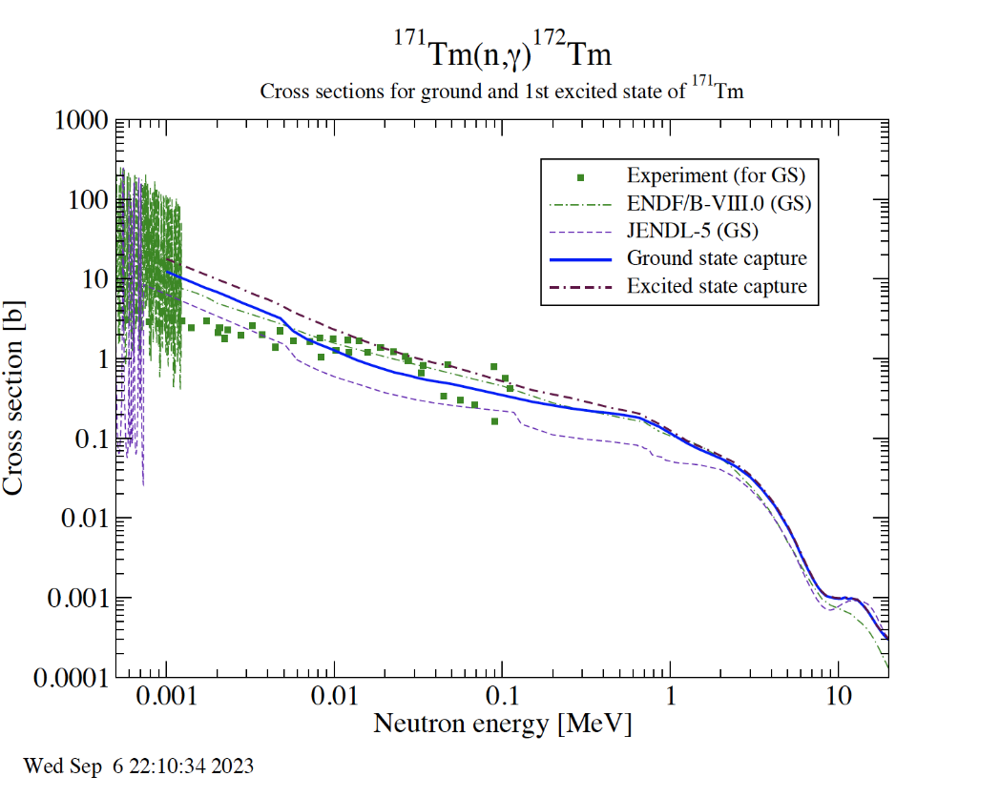 ¹⁷¹Tm(n,γ)¹⁷²Tm
Cross sections for ground and 1st excited state of ¹⁷¹Tm
1000
100
10
1
0.1
0.01
0.001
0.0001
Cross section [b]
Experiment (for GS)
ENDF/B-VIII.0 (GS)
JENDL-5 (GS)
Ground state capture
Excited state capture
0.001 0.01 0.1 1 10
Neutron energy [MeV]
Wed Sep 6 22:10:34 2023